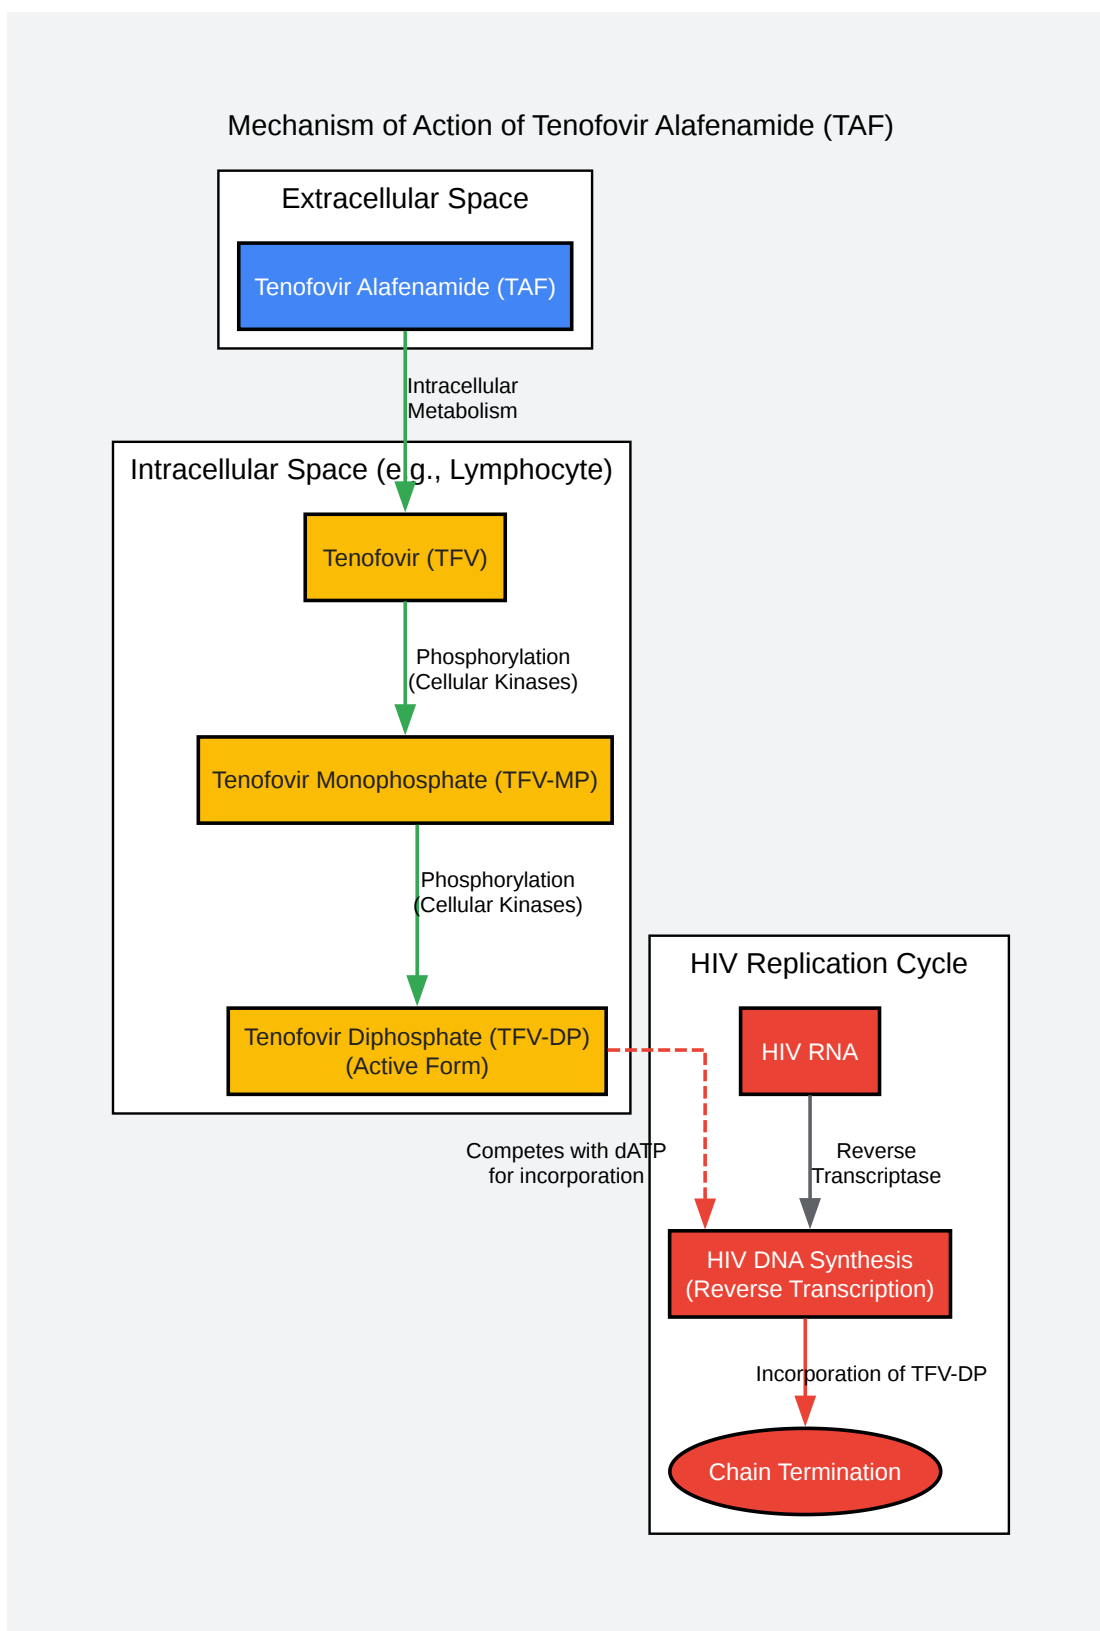 Mechanism of Action of Tenofovir Alafenamide (TAF)
Extracellular Space
Tenofovir Alafenamide (TAF)
Intracellular
Metabolism
Intracellular Space (e.g., Lymphocyte)
Tenofovir (TFV)
Phosphorylation
(Cellular Kinases)
Tenofovir Monophosphate (TFV-MP)
Phosphorylation
(Cellular Kinases)
Tenofovir Diphosphate (TFV-DP)
(Active Form)
HIV Replication Cycle
HIV RNA
Competes with dATP
for incorporation
Reverse
Transcriptase
HIV DNA Synthesis
(Reverse Transcription)
Incorporation of TFV-DP
Chain Termination